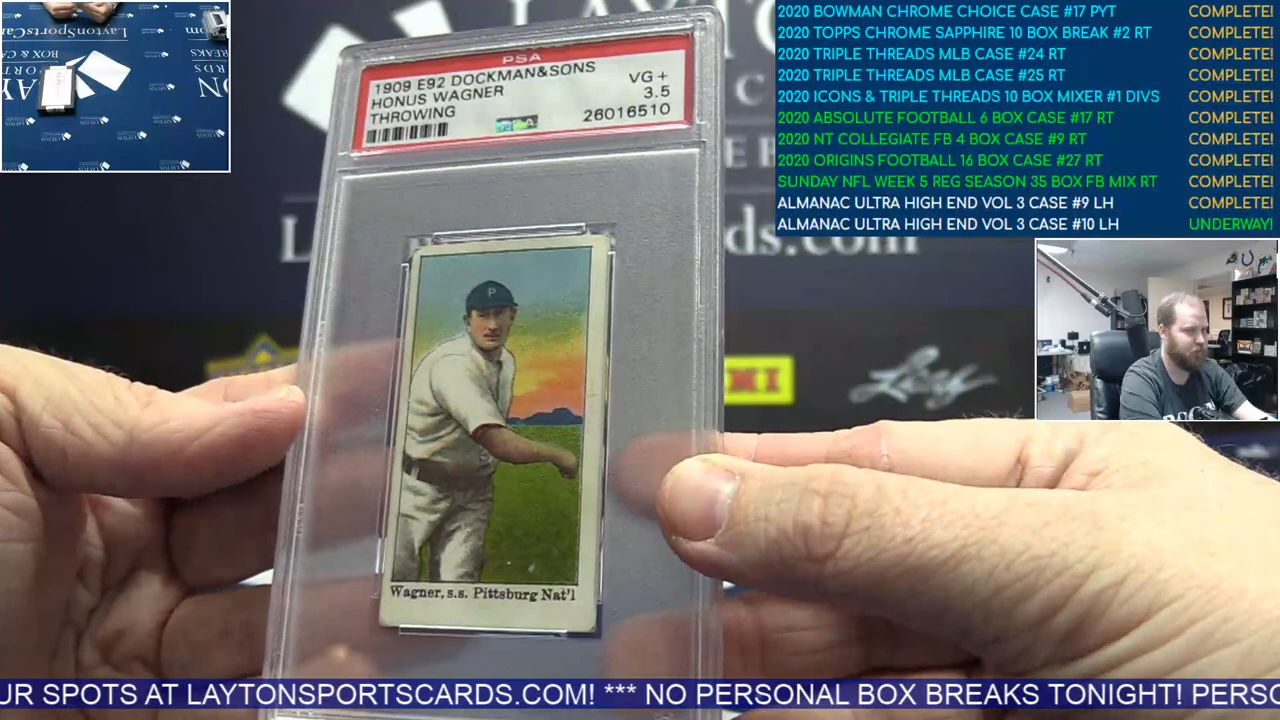 2020 BOWMAN CHROME CHOICE CASE #17 PYT COMPLETE!
2020 TOPPS CHROME SAPPHIRE 10 BOX BREAK #2 RT COMPLETE!
2020 TRIPLE THREADS MLB CASE #24 RT COMPLETE!
2020 TRIPLE THREADS MLB CASE #25 RT COMPLETE!
2020 ICONS & TRIPLE THREADS 10 BOX MIXER #1 DIVS COMPLETE!
2020 ABSOLUTE FOOTBALL 6 BOX CASE #17 RT COMPLETE!
2020 NT COLLEGIATE FB 4 BOX CASE #9 RT COMPLETE!
2020 ORIGINS FOOTBALL 16 BOX CASE #27 RT COMPLETE!
SUNDAY NFL WEEK 5 REG SEASON 35 BOX FB MIX RT COMPLETE!
ALMANAC ULTRA HIGH END VOL 3 CASE #9 LH COMPLETE!
ALMANAC ULTRA HIGH END VOL 3 CASE #10 LH UNDERWAY!
PSA
1909 E92 DOCKMAN&SONS VG +
HONUS WAGNER 3.5
THROWING 26016510
P
Wagner, s.s. Pittsburg Nat'l
ds.com
Leaf
UR SPOTS AT LAYTONSPORTSCARDS.COM! *** NO PERSONAL BOX BREAKS TONIGHT! PERSO